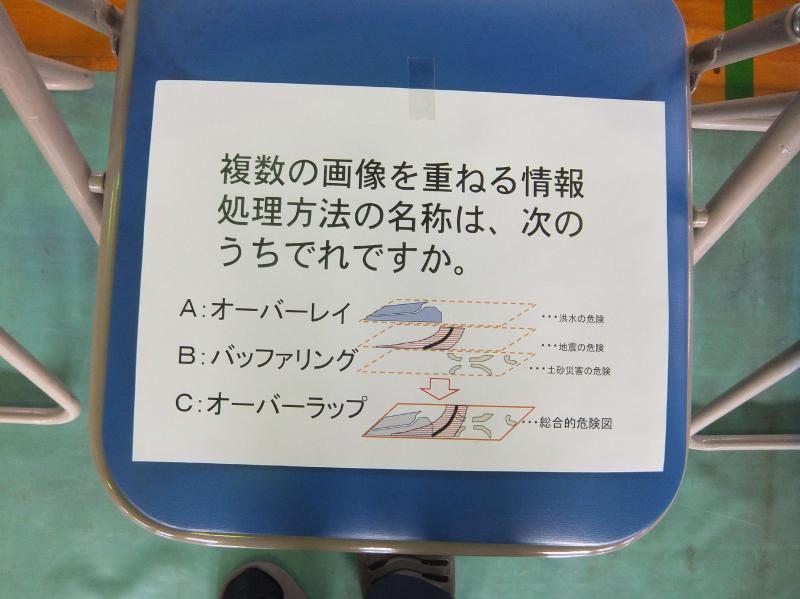 複数の画像を重ねる情報
処理方法の名称は、次の
うちでれですか。
A:オーバーレイ
･･･洪水の危険
･･･地震の危険
B:バッファリング
･･･土砂災害の危険
C:オーバーラップ
･･･総合的危険図